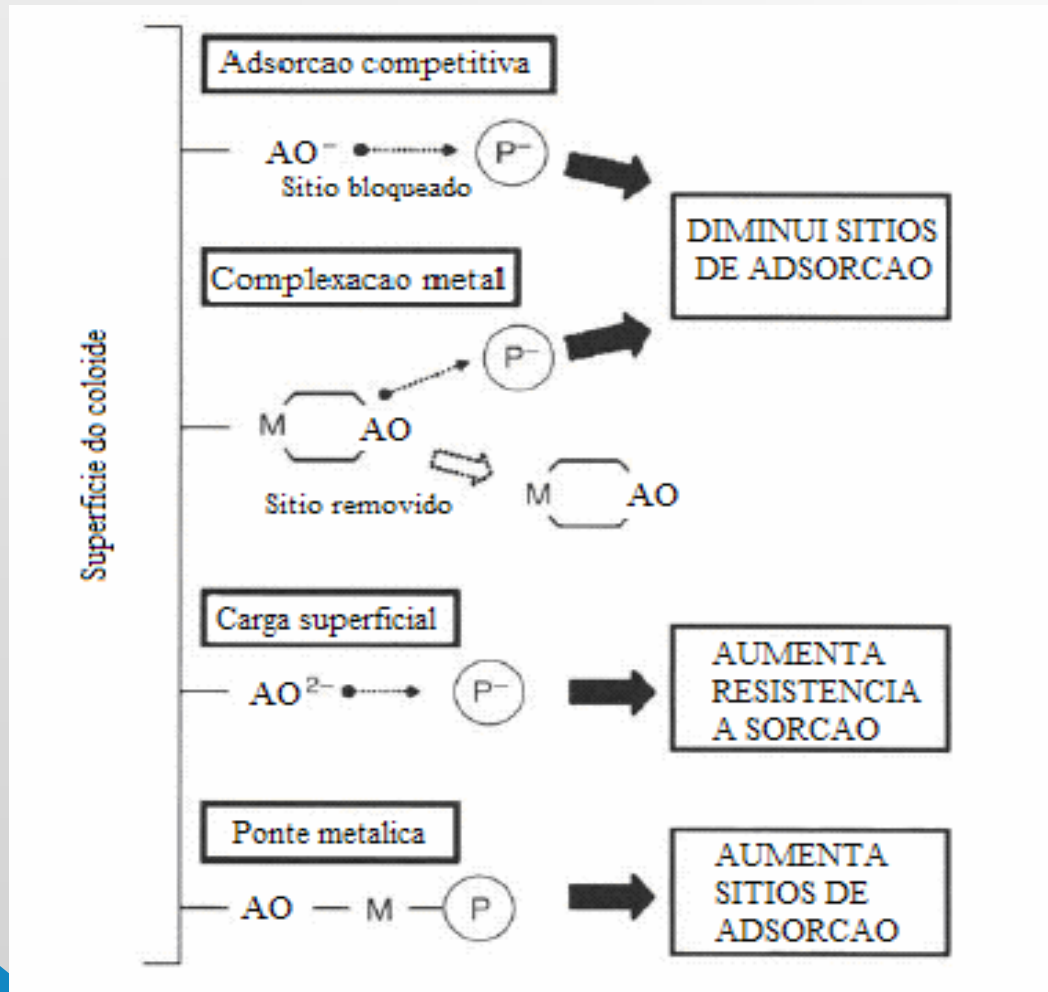 Adsorcao competitiva
AO⁻
P⁻
Sitio bloqueado
DIMINUI SITIOS
DE ADSORCAO
Complexacao metal
P⁻
M
AO
Sitio removido
M
AO
Superficie do coloide
Carga superficial
AO²⁻
P⁻
AUMENTA
RESISTENCIA
A SORCAO
Ponte metalica
AO — M — P
AUMENTA
SITIOS DE
ADSORCAO